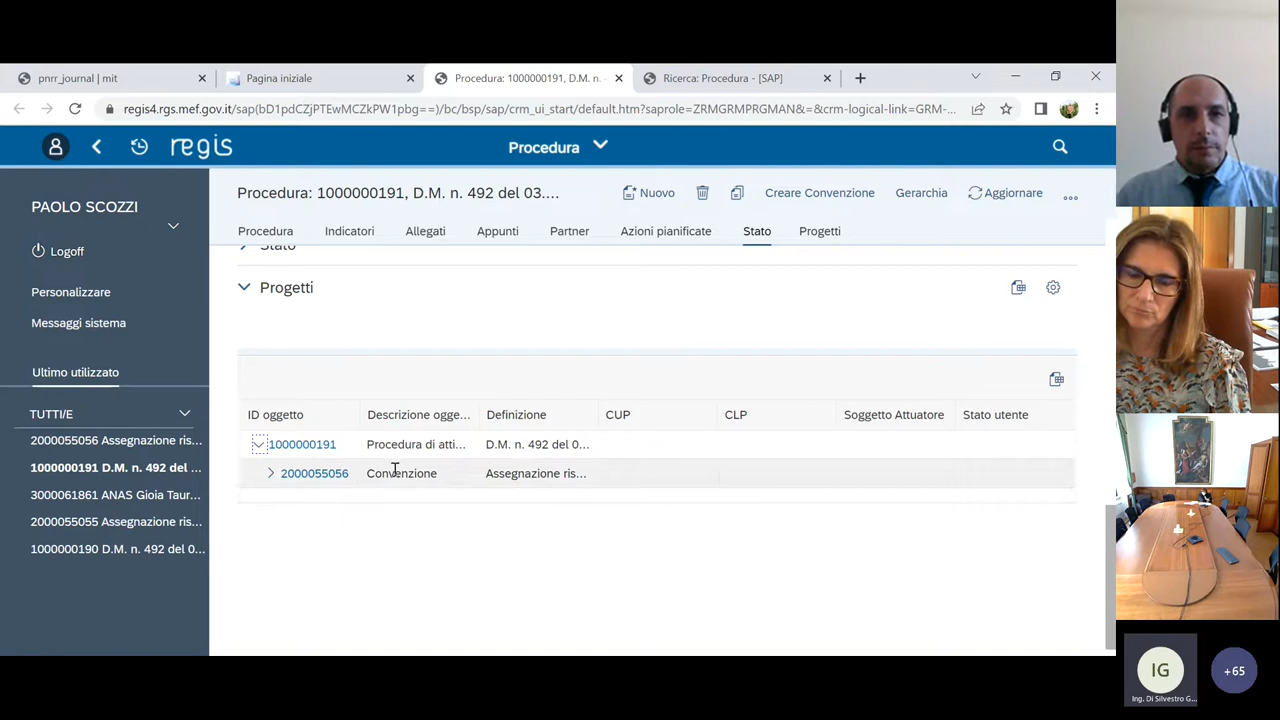 pnrr_journal | mit
Pagina iniziale
Procedura: 1000000191, D.M. n.
Ricerca: Procedura - [SAP]
regis4.rgs.mef.gov.it/sap(bD1pdCZjPTEwMCZkPW1pbg==)/bc/bsp/sap/crm_ui_start/default.htm?saprole=ZRMGRMPRGMAN&=&crm-logical-link=GRM-...
regis
Procedura
PAOLO SCOZZI
Logoff
Personalizzare
Messaggi sistema
Ultimo utilizzato
TUTTI/E
2000055056 Assegnazione ris...
1000000191 D.M. n. 492 del ...
3000061861 ANAS Gioia Taur...
2000055055 Assegnazione ris...
1000000190 D.M. n. 492 del 0...
Procedura: 1000000191, D.M. n. 492 del 03....
Nuovo
Creare Convenzione
Gerarchia
Aggiornare
...
Procedura Indicatori Allegati Appunti Partner Azioni pianificate Stato Progetti
Stato
Progetti
ID oggetto Descrizione ogge... Definizione CUP CLP Soggetto Attuatore Stato utente
1000000191 Procedura di atti... D.M. n. 492 del 0...
2000055056 Convenzione Assegnazione ris...
IG
Ing. Di Silvestro G...
+65